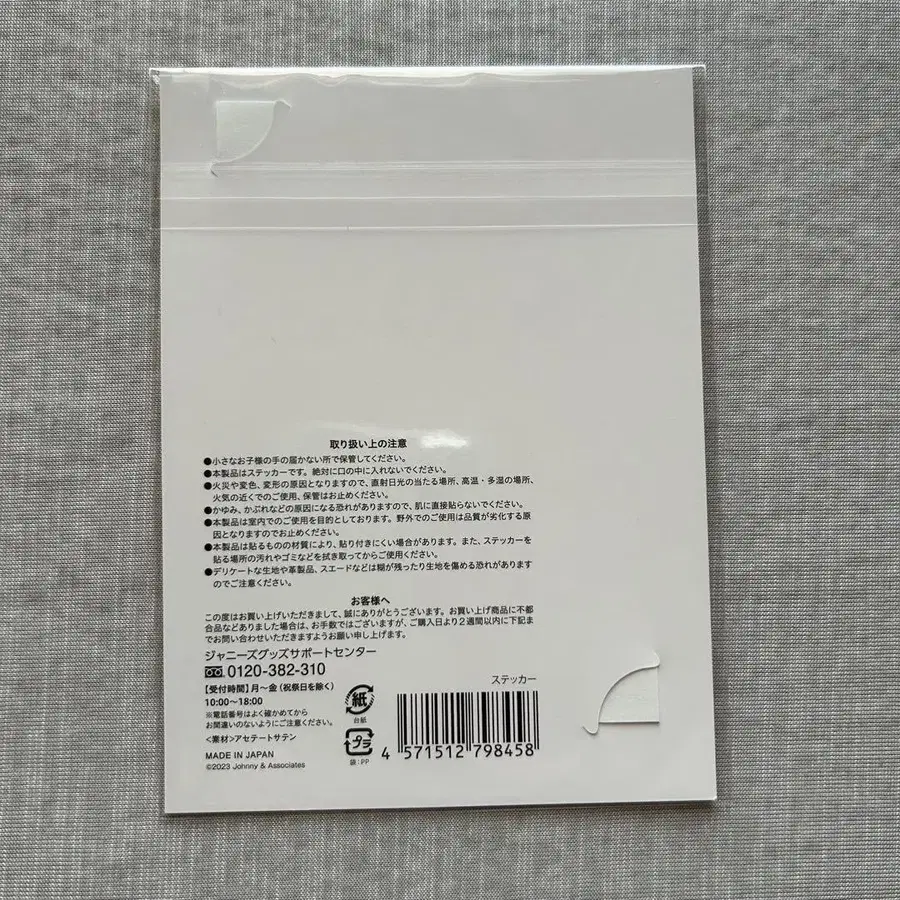 取り扱い上の注意
●小さなお子様の手の届かない所で保管してください。
●本製品はステッカーです。絶対に口の中に入れないでください。
●火災や変色、変形の原因となりますので、直射日光の当たる場所、高温・多湿の場所、
火気の近くでのご使用、保管はお止めください。
●かゆみ、かぶれなどの原因になる恐れがありますので、肌に直接貼らないでください。
●本製品は室内でのご使用を目的としております。野外でのご使用は品質が劣化する原
因となりますのでお止めください。
●本製品は貼るものの材質により、貼り付きにくい場合があります。また、ステッカーを
貼る場所の汚れやゴミなどを拭き取ってからご使用ください。
●デリケートな生地や革製品、スエードなどは糊が残ったり生地を傷める恐れがあります
のでご注意ください。
お客様へ
この度はお買い上げいただきまして、誠にありがとうございます。お買い上げ商品に不都
合品などありました場合は、お手数ではございますが、ご購入日より2週間以内に下記ま
でお問い合わせいただきますようお願い申し上げます。
ジャニーズグッズサポートセンター
0120-382-310
【受付時間】月〜金（祝祭日を除く）
10:00〜18:00
※電話番号はよく確かめてから
お間違いのないようにご注意ください。
<素材>アセテートサテン
MADE IN JAPAN
©2023 Johnny & Associates
紙
台紙
プラ
袋:PP
ステッカー
4 571512 798458